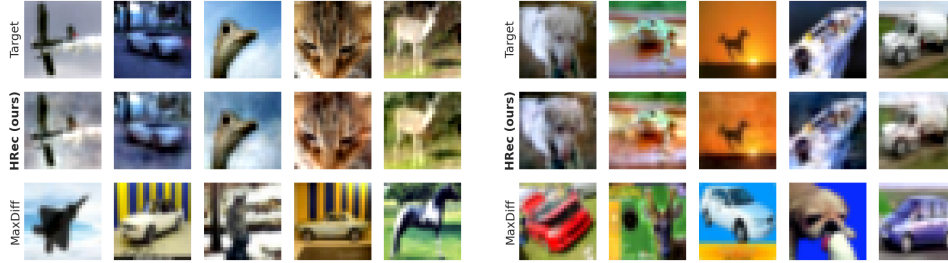 Target
HRec (ours)
MaxDiff
Target
HRec (ours)
MaxDiff